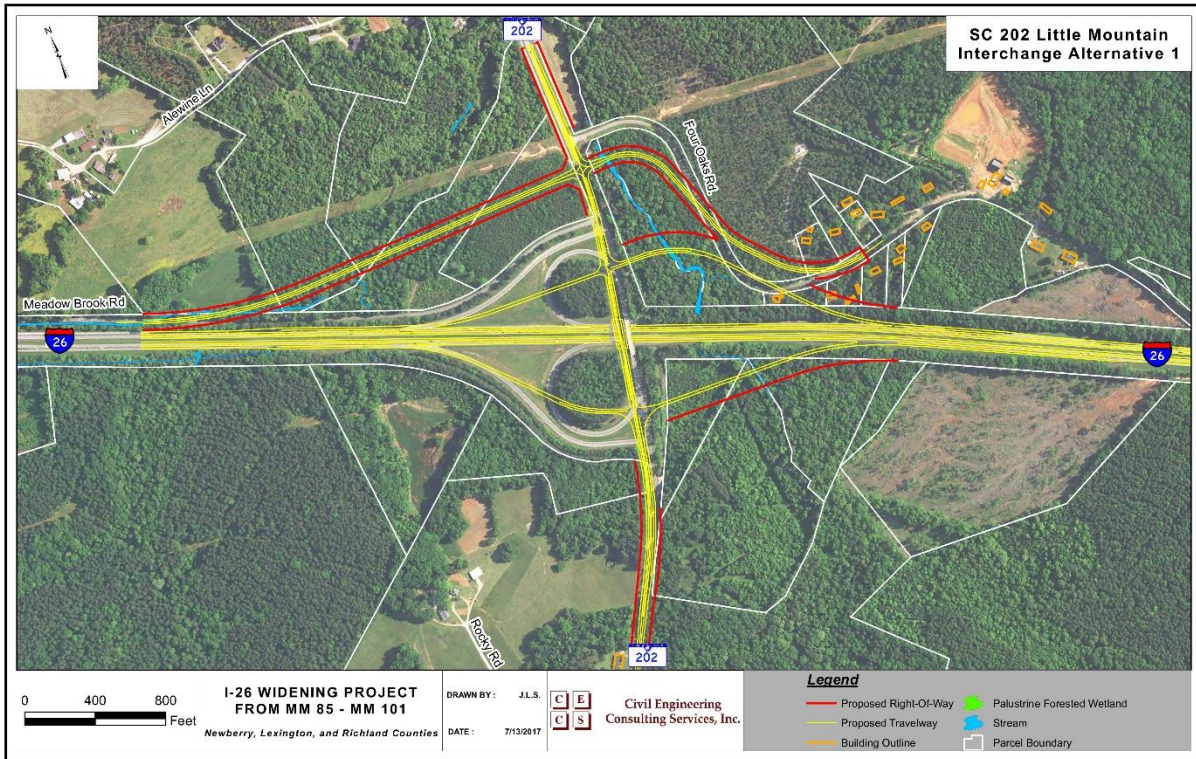 SC 202 Little Mountain
Interchange Alternative 1
N
202
Alewine Ln
Four Oaks Rd.
Meadow Brook Rd
26
26
Rocky Rd
202
0 400 800
Feet
I-26 WIDENING PROJECT
FROM MM 85 - MM 101
Newberry, Lexington, and Richland Counties
DRAWN BY : J.L.S.
DATE : 7/13/2017
C E
C S
Civil Engineering
Consulting Services, Inc.
Legend
Proposed Right-Of-Way
Proposed Travelway
Building Outline
Palustrine Forested Wetland
Stream
Parcel Boundary